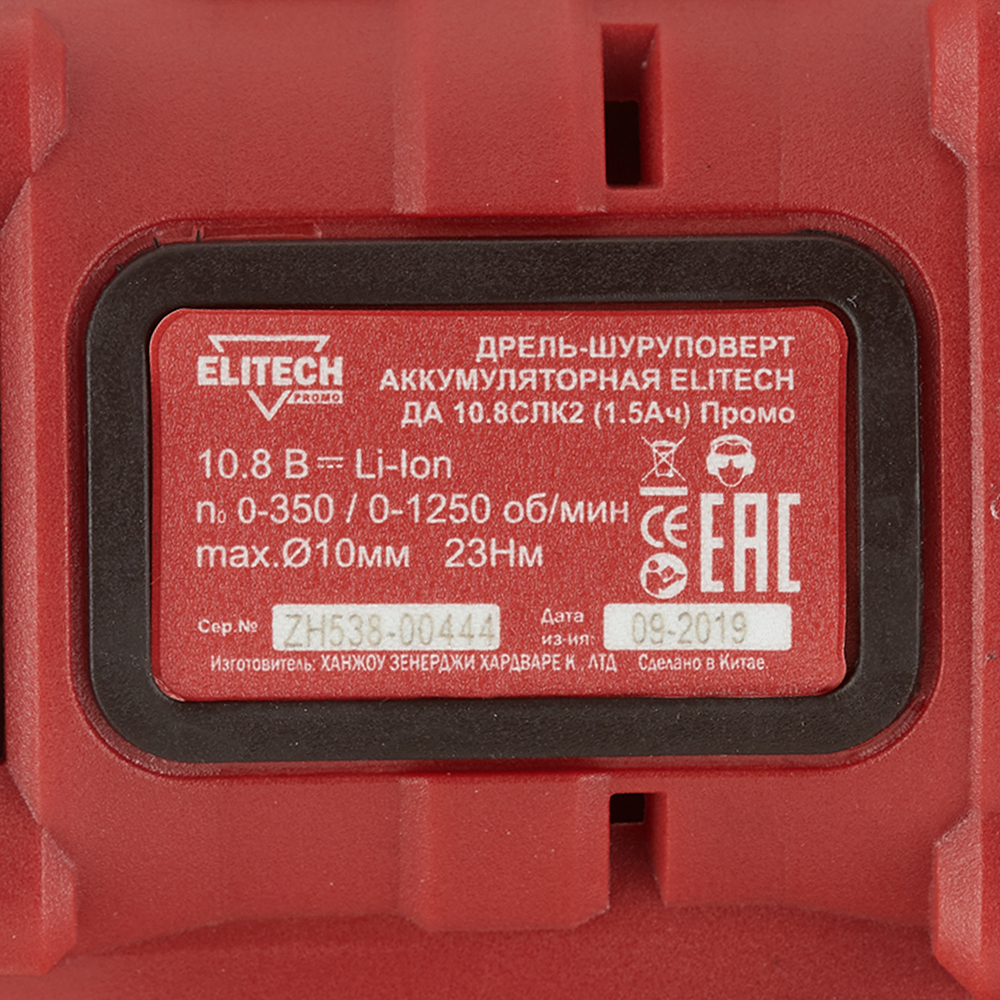 ELITECH
PROMO
ДРЕЛЬ-ШУРУПОВЕРТ
АККУМУЛЯТОРНАЯ ELITECH
ДА 10.8СЛК2 (1.5Ач) Промо
10.8 В ⎓ Li-Ion
n₀ 0-350 / 0-1250 об/мин
max.Ø10мм 23Нм
CE
EAC
Сер.№ ZH538-00444
Дата
из-ия: 09-2019
Изготовитель: ХАНЖОУ ЗЕНЕРДЖИ ХАРДВАРЕ К., ЛТД Сделано в Китае.